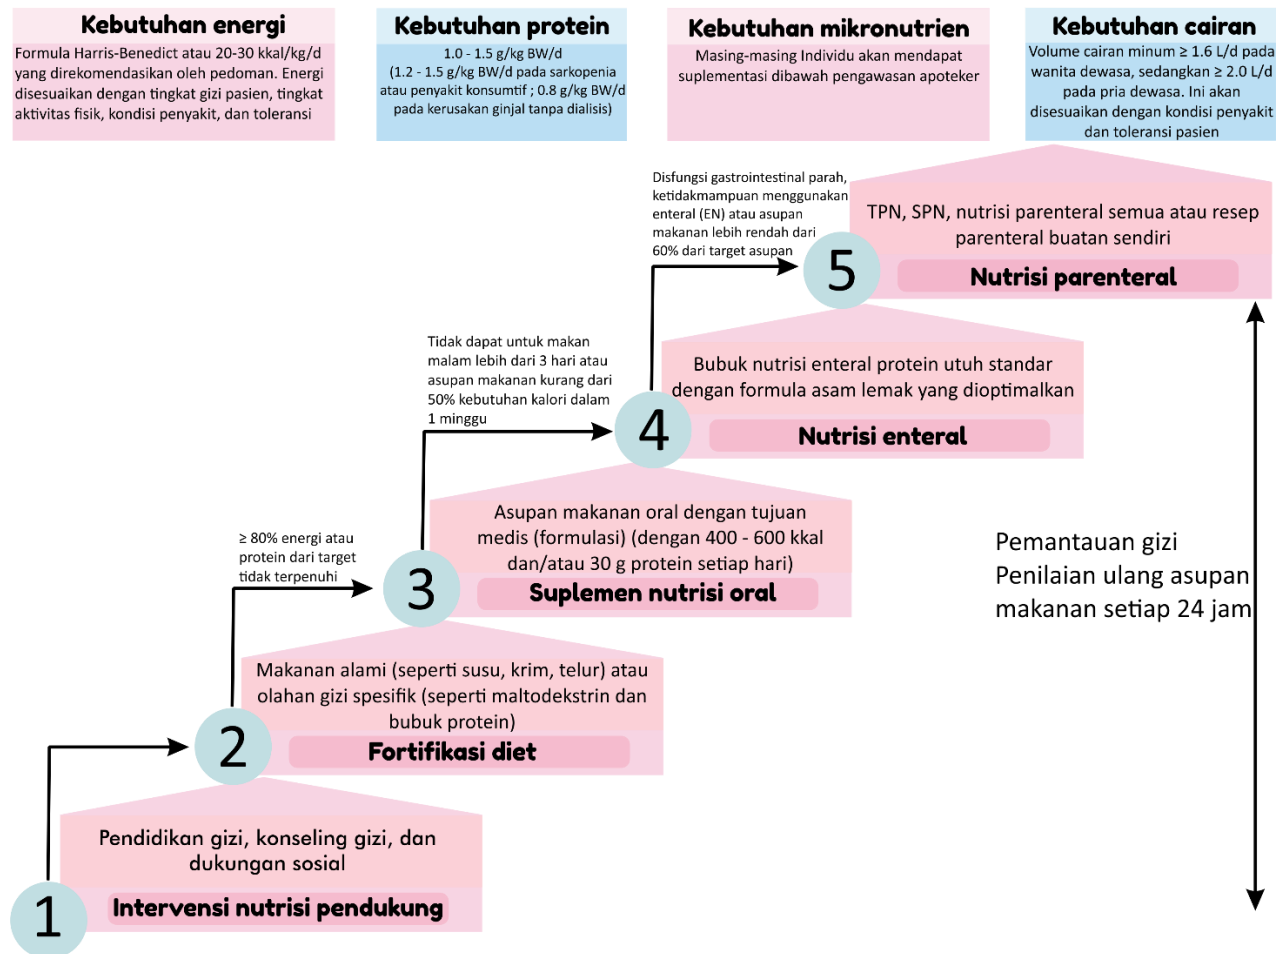 Kebutuhan energi
Formula Harris-Benedict atau 20-30 kkal/kg/d
yang direkomendasikan oleh pedoman. Energi
disesuaikan dengan tingkat gizi pasien, tingkat
aktivitas fisik, kondisi penyakit, dan toleransi
Kebutuhan protein
1.0 - 1.5 g/kg BW/d
(1.2 - 1.5 g/kg BW/d pada sarkopenia
atau penyakit konsumtif ; 0.8 g/kg BW/d
pada kerusakan ginjal tanpa dialisis)
Kebutuhan mikronutrien
Masing-masing Individu akan mendapat
suplementasi dibawah pengawasan apoteker
Kebutuhan cairan
Volume cairan minum ≥ 1.6 L/d pada
wanita dewasa, sedangkan ≥ 2.0 L/d
pada pria dewasa. Ini akan
disesuaikan dengan kondisi penyakit
dan toleransi pasien
Disfungsi gastrointestinal parah,
ketidakmampuan menggunakan
enteral (EN) atau asupan
makanan lebih rendah dari
60% dari target asupan
TPN, SPN, nutrisi parenteral semua atau resep
parenteral buatan sendiri
5
Nutrisi parenteral
Tidak dapat untuk makan
malam lebih dari 3 hari atau
asupan makanan kurang dari
50% kebutuhan kalori dalam
1 minggu
Bubuk nutrisi enteral protein utuh standar
dengan formula asam lemak yang dioptimalkan
4
Nutrisi enteral
≥ 80% energi atau
protein dari target
tidak terpenuhi
Asupan makanan oral dengan tujuan
medis (formulasi) (dengan 400 - 600 kkal
dan/atau 30 g protein setiap hari)
3
Suplemen nutrisi oral
Pemantauan gizi
Penilaian ulang asupan
makanan setiap 24 jam
Makanan alami (seperti susu, krim, telur) atau
olahan gizi spesifik (seperti maltodekstrin dan
bubuk protein)
2
Fortifikasi diet
Pendidikan gizi, konseling gizi, dan
dukungan sosial
1
Intervensi nutrisi pendukung